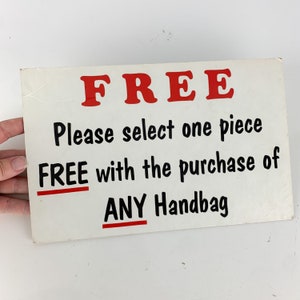 FREE
Please select one piece
FREE with the purchase of
ANY Handbag